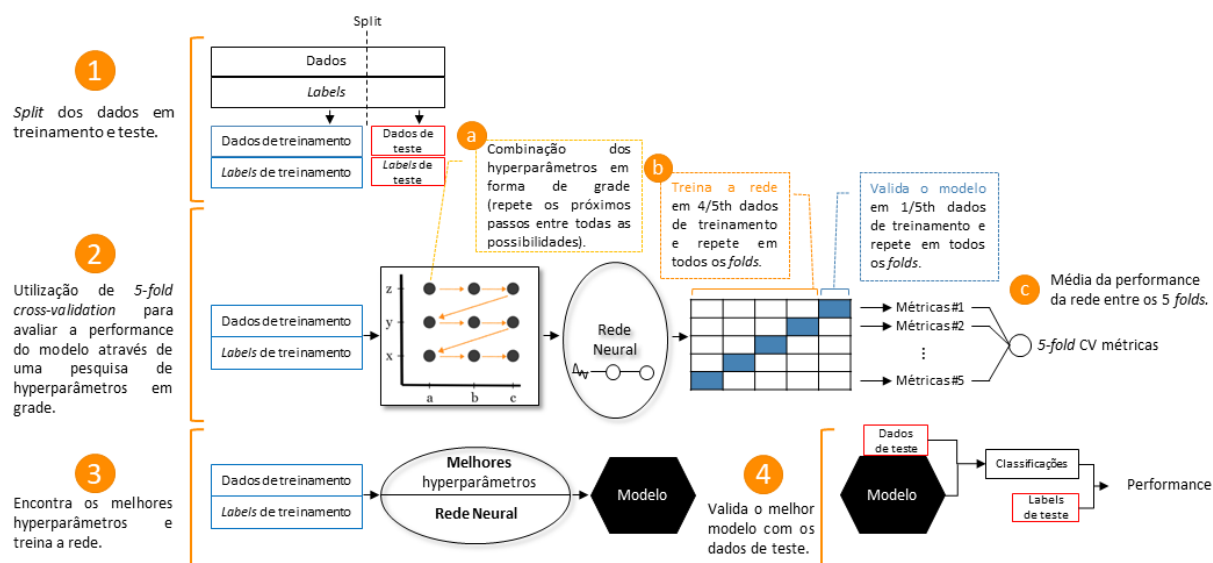 Split
1
Split dos dados em
treinamento e teste.
Dados
Labels
Dados de treinamento
Labels de treinamento
Dados de
teste
Labels de
teste
a
Combinação dos
hyperparâmetros em
forma de grade
(repete os próximos
passos entre todas as
possibilidades).
b
Treina a rede
em 4/5th dados
de treinamento
e repete em
todos os folds.
Valida o modelo
em 1/5th dados
de treinamento e
repete em todos
os folds.
2
Utilização de 5-fold
cross-validation para
avaliar a performance
do modelo através de
uma pesquisa de
hyperparâmetros em
grade.
Dados de treinamento
Labels de treinamento
z
y
x
a b c
Rede
Neural
Métricas #1
Métricas #2
⋮
Métricas #5
c
Média da performance
da rede entre os 5 folds.
5-fold CV métricas
3
Encontra os melhores
hyperparâmetros e
treina a rede.
Dados de treinamento
Labels de treinamento
Melhores
hyperparâmetros
Rede Neural
Modelo
4
Valida o melhor
modelo com os
dados de teste.
Dados
de teste
Modelo
Classificações
Labels
de teste
Performance